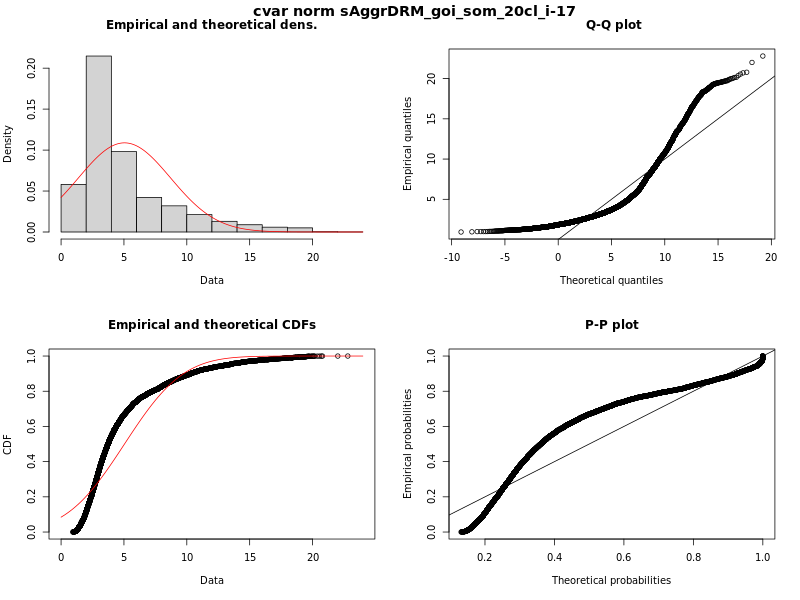 cvar norm sAggrDRM_goi_som_20cl_i-17
Empirical and theoretical dens.
Density
0.00 0.05 0.10 0.15 0.20
0 5 10 15 20
Data
Q-Q plot
Empirical quantiles
5 10 15 20
-10 -5 0 5 10 15 20
Theoretical quantiles
Empirical and theoretical CDFs
CDF
0.0 0.2 0.4 0.6 0.8 1.0
0 5 10 15 20
Data
P-P plot
Empirical probabilities
0.0 0.2 0.4 0.6 0.8 1.0
0.2 0.4 0.6 0.8 1.0
Theoretical probabilities